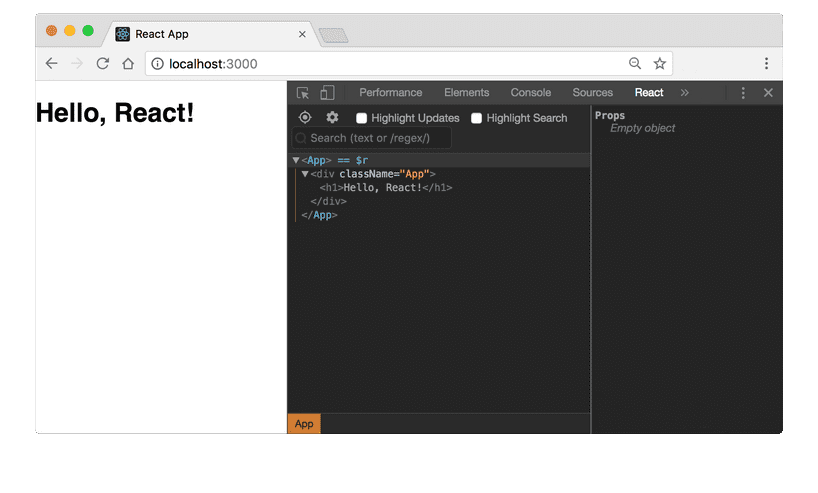 React App
localhost:3000
Hello, React!
Performance Elements Console Sources React »
Highlight Updates Highlight Search
Search (text or /regex/)
<App> == $r
<div className="App">
<h1>Hello, React!</h1>
</div>
</App>
App
Props
Empty object